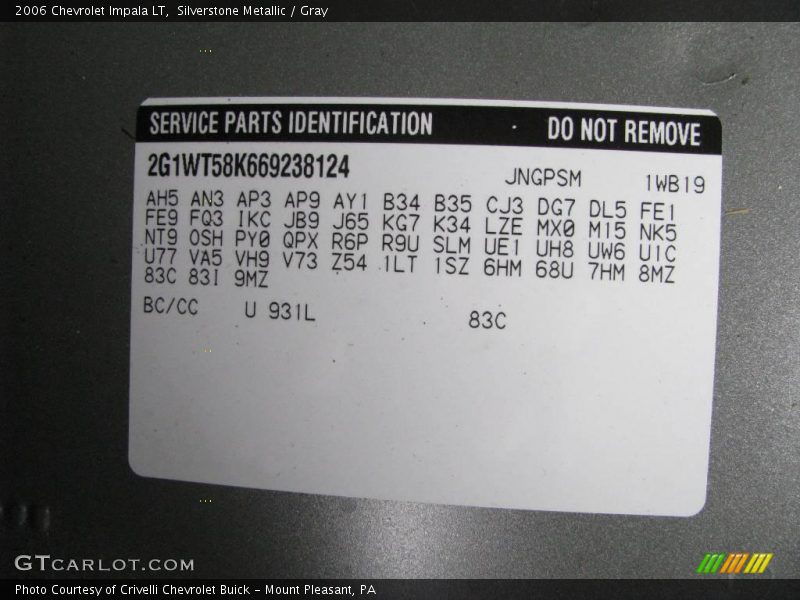 2006 Chevrolet Impala LT,  Silverstone Metallic / Gray
SERVICE PARTS IDENTIFICATION DO NOT REMOVE
2G1WT58K669238124 JNGPSM 1WB19
AH5 AN3 AP3 AP9 AY1 B34 B35 CJ3 DG7 DL5 FE1
FE9 FQ3 IKC JB9 J65 KG7 K34 LZE MX0 M15 NK5
NT9 OSH PY0 QPX R6P R9U SLM UE1 UH8 UW6 U1C
U77 VA5 VH9 V73 Z54 1LT 1SZ 6HM 68U 7HM 8MZ
83C 83I 9MZ
BC/CC U 931L 83C
GTCARLOT.COM
Photo Courtesy of Crivelli Chevrolet Buick - Mount Pleasant, PA